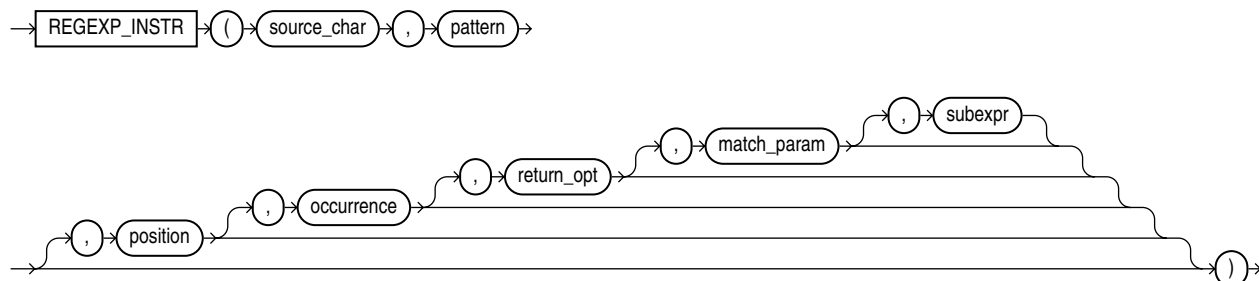 REGEXP_INSTR ( source_char , pattern
, subexpr
, match_param
, return_opt
, occurrence
, position
)